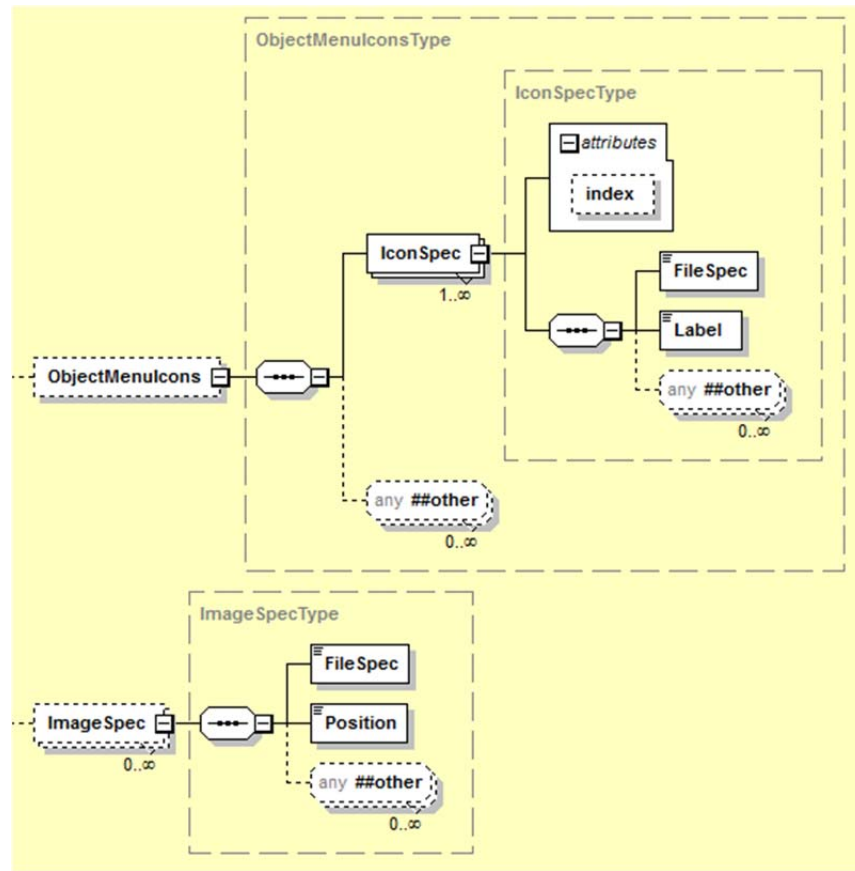 ObjectMenuIconsType
IconSpecType
attributes
index
IconSpec
1..∞
FileSpec
Label
any ##other
0..∞
ObjectMenuIcons
any ##other
0..∞
ImageSpecType
FileSpec
ImageSpec
0..∞
Position
any ##other
0..∞